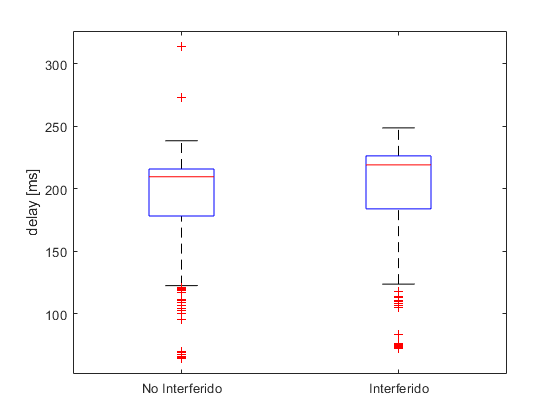 300
250
200
150
100
delay [ms]
No Interferido
Interferido